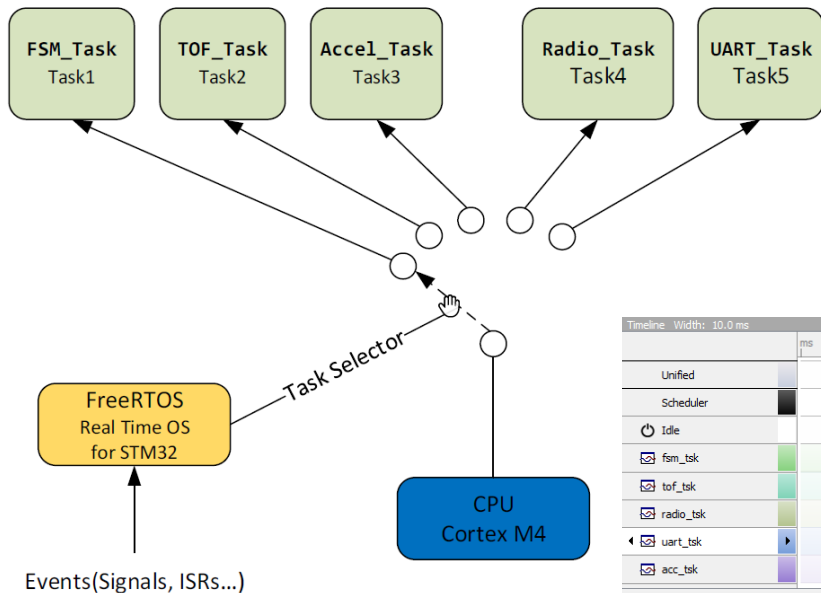 FSM_Task
Task1
TOF_Task
Task2
Accel_Task
Task3
Radio_Task
Task4
UART_Task
Task5
Task Selector
FreeRTOS
Real Time OS
for STM32
CPU
Cortex M4
Events(Signals, ISRs...)
Timeline Width: 10.0 ms
ms
Unified
Scheduler
Idle
fsm_tsk
tof_tsk
radio_tsk
uart_tsk
acc_tsk